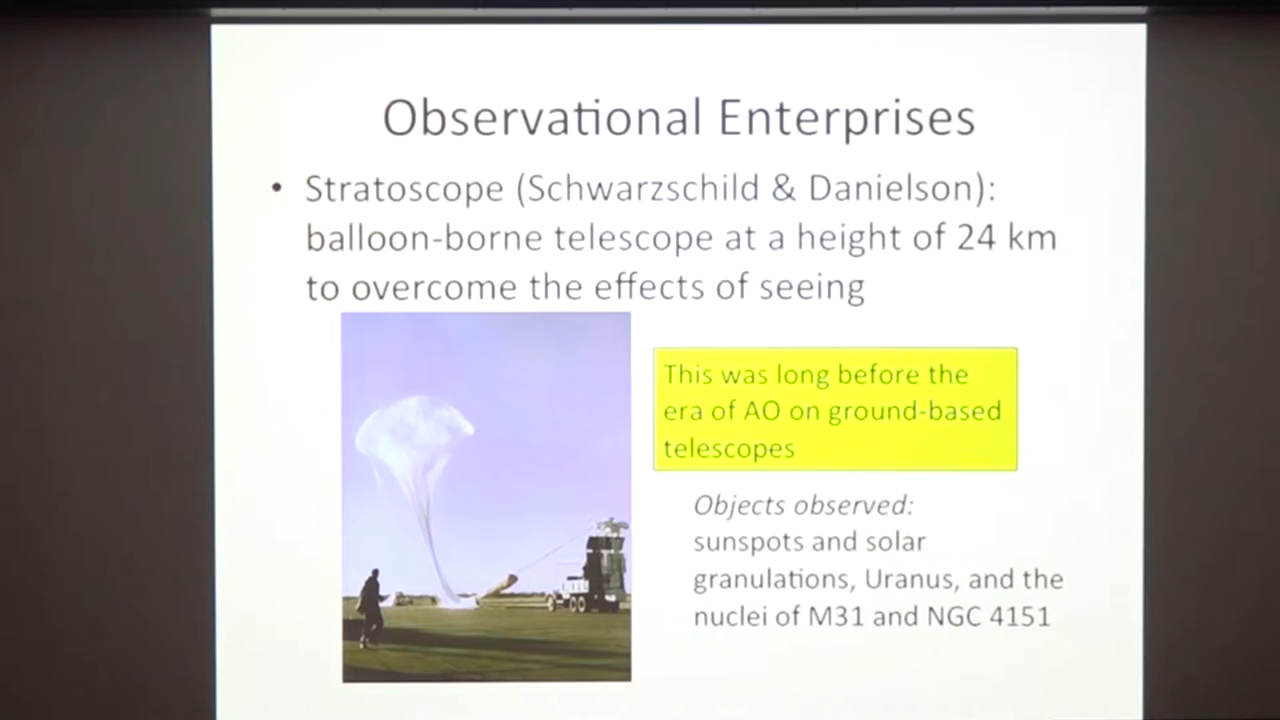 Observational Enterprises
• Stratoscope (Schwarzschild & Danielson):
balloon-borne telescope at a height of 24 km
to overcome the effects of seeing
This was long before the
era of AO on ground-based
telescopes
Objects observed:
sunspots and solar
granulations, Uranus, and the
nuclei of M31 and NGC 4151